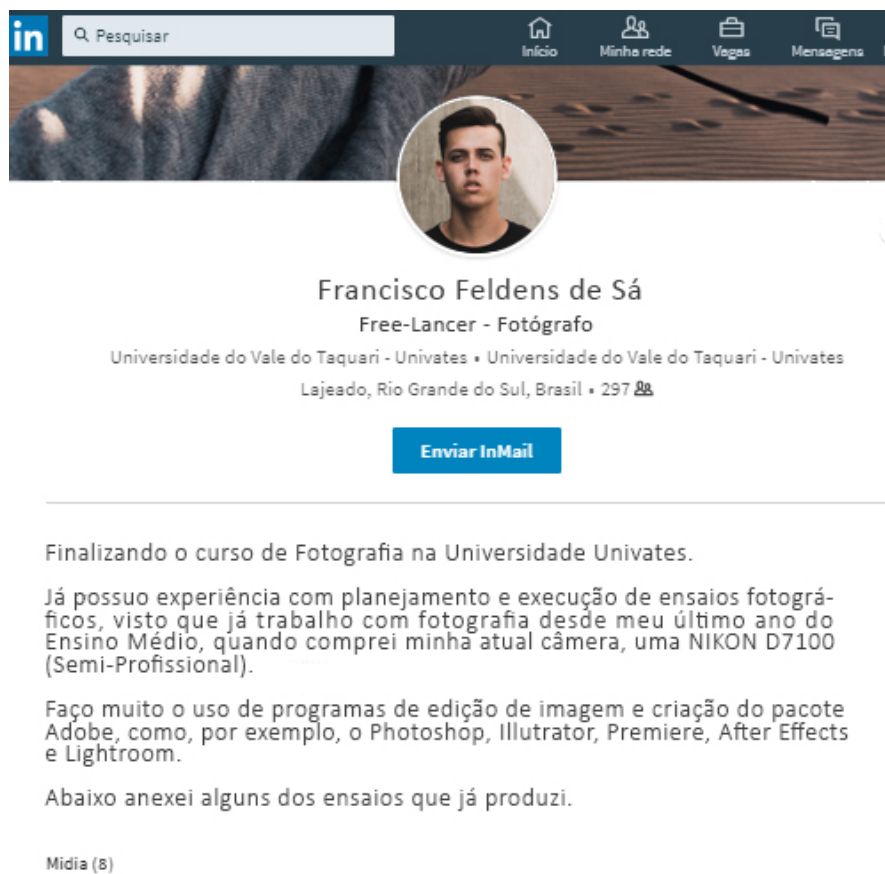 in Pesquisar
Início Minha rede Vagas Mensagens
Francisco Feldens de Sá
Free-Lancer - Fotógrafo
Universidade do Vale do Taquari - Univates • Universidade do Vale do Taquari - Univates
Lajeado, Rio Grande do Sul, Brasil • 297
Enviar InMail
Finalizando o curso de Fotografia na Universidade Univates.
Já possuo experiência com planejamento e execução de ensaios fotográ-
ficos, visto que já trabalho com fotografia desde meu último ano do
Ensino Médio, quando comprei minha atual câmera, uma NIKON D7100
(Semi-Profissional).
Faço muito o uso de programas de edição de imagem e criação do pacote
Adobe, como, por exemplo, o Photoshop, Illutrator, Premiere, After Effects
e Lightroom.
Abaixo anexei alguns dos ensaios que já produzi.
Midia (8)